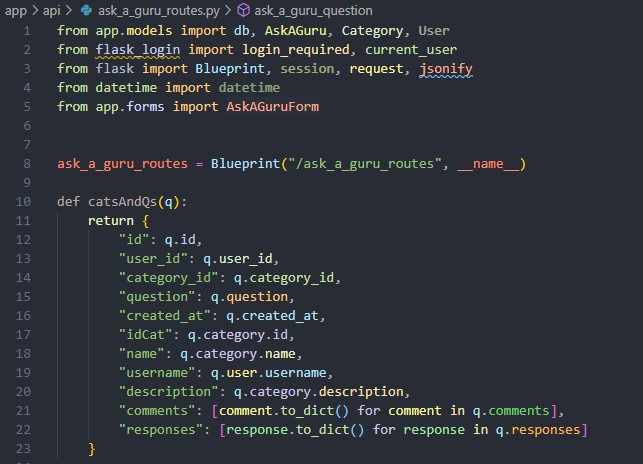 app > api > ask_a_guru_routes.py > ask_a_guru_question
1 from app.models import db, AskAGuru, Category, User
2 from flask_login import login_required, current_user
3 from flask import Blueprint, session, request, jsonify
4 from datetime import datetime
5 from app.forms import AskAGuruForm
6
7
8 ask_a_guru_routes = Blueprint("/ask_a_guru_routes", __name__)
9
10 def catsAndQs(q):
11     return {
12         "id": q.id,
13         "user_id": q.user_id,
14         "category_id": q.category_id,
15         "question": q.question,
16         "created_at": q.created_at,
17         "idCat": q.category.id,
18         "name": q.category.name,
19         "username": q.user.username,
20         "description": q.category.description,
21         "comments": [comment.to_dict() for comment in q.comments],
22         "responses": [response.to_dict() for response in q.responses]
23     }